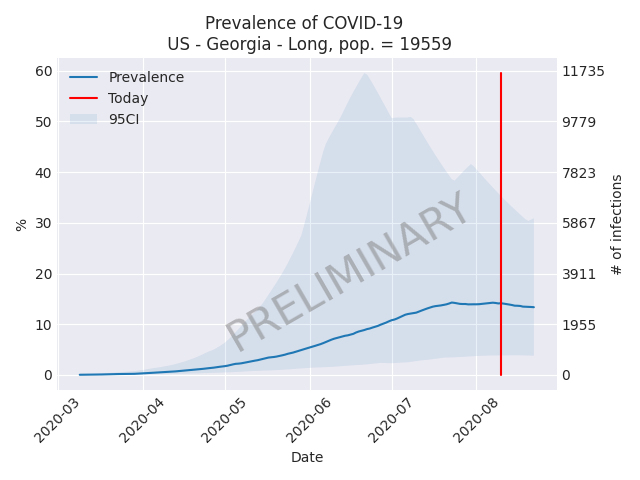 Prevalence of COVID-19
US - Georgia - Long, pop. = 19559
Prevalence
Today
95CI
60
50
40
30
20
10
0
%
11735
9779
7823
5867
3911
1955
0
# of infections
PRELIMINARY
2020-03
2020-04
2020-05
2020-06
2020-07
2020-08
Date